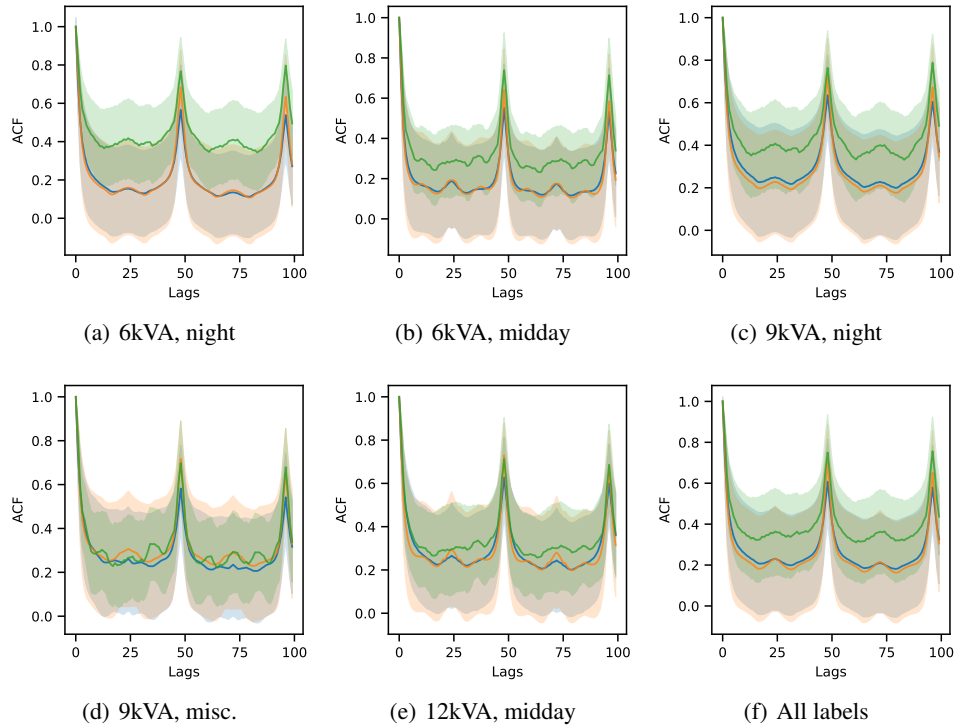 1.0
0.8
0.6
0.4
0.2
0.0
ACF
0 25 50 75 100
Lags
(a) 6kVA, night
1.0
0.8
0.6
0.4
0.2
0.0
ACF
0 25 50 75 100
Lags
(b) 6kVA, midday
1.0
0.8
0.6
0.4
0.2
0.0
ACF
0 25 50 75 100
Lags
(c) 9kVA, night
1.0
0.8
0.6
0.4
0.2
0.0
ACF
0 25 50 75 100
Lags
(d) 9kVA, misc.
1.0
0.8
0.6
0.4
0.2
0.0
ACF
0 25 50 75 100
Lags
(e) 12kVA, midday
1.0
0.8
0.6
0.4
0.2
0.0
ACF
0 25 50 75 100
Lags
(f) All labels